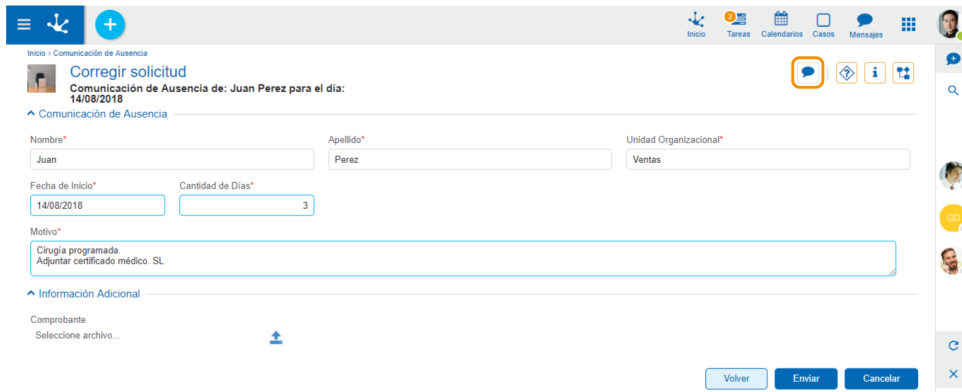 2
Inicio
Tareas
Calendarios
Casos
Mensajes
Inicio > Comunicación de Ausencia
Corregir solicitud
Comunicación de Ausencia de: Juan Perez para el día:
14/08/2018
Comunicación de Ausencia
Nombre* Apellido* Unidad Organizacional*
Juan Perez Ventas
Fecha de Inicio* Cantidad de Días*
14/08/2018 3
Motivo*
Cirugía programada.
Adjuntar certificado médico. SL
Información Adicional
Comprobante
Seleccione archivo...
Volver Enviar Cancelar
GD